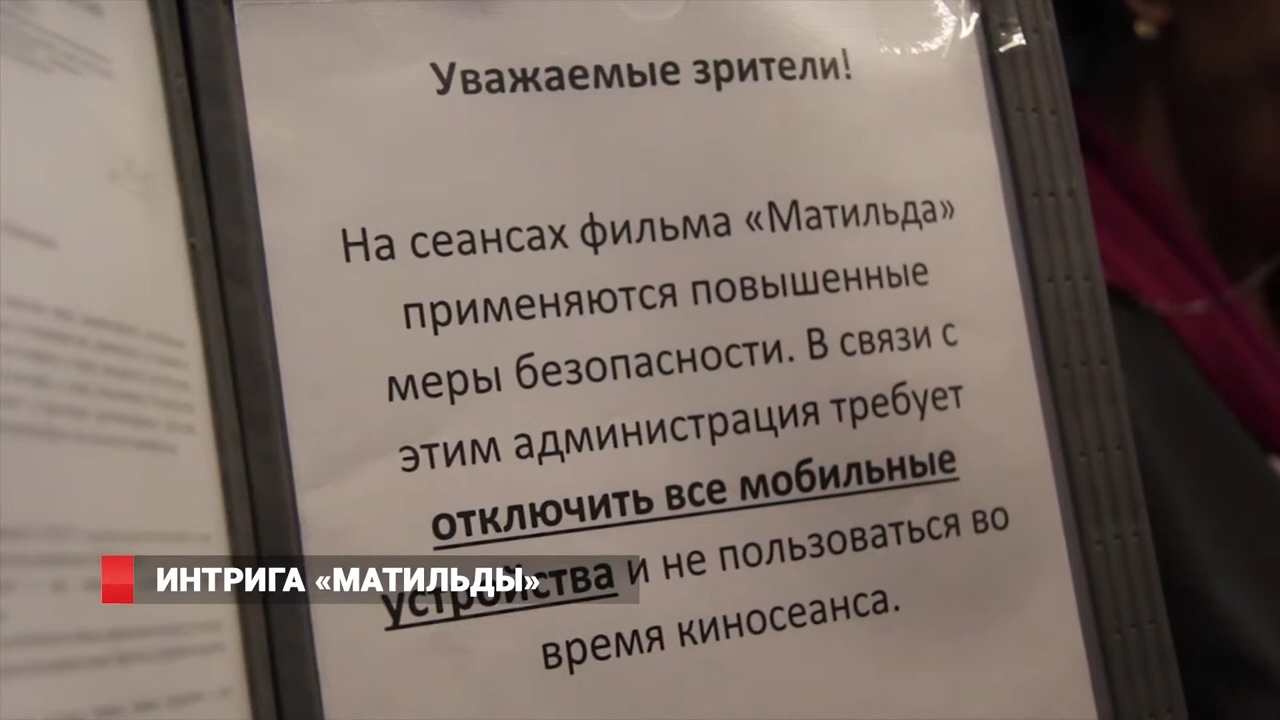 Уважаемые зрители!
На сеансах фильма «Матильда»
применяются повышенные
меры безопасности. В связи с
этим администрация требует
отключить все мобильные
устройства и не пользоваться во
время киносеанса.
ИНТРИГА «МАТИЛЬДЫ»